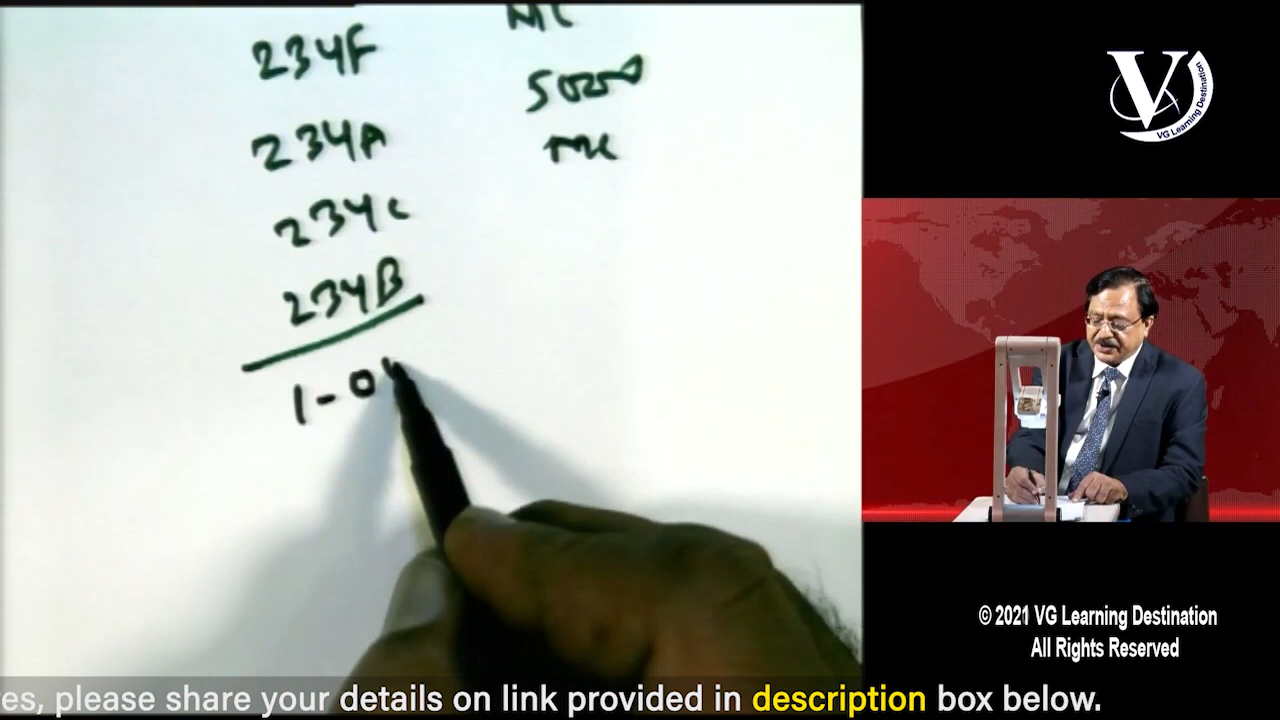 234F
234A
234C
234B
1-04
V
VG Learning Destination
© 2021 VG Learning Destination
All Rights Reserved
es, please share your details on link provided in description box below.